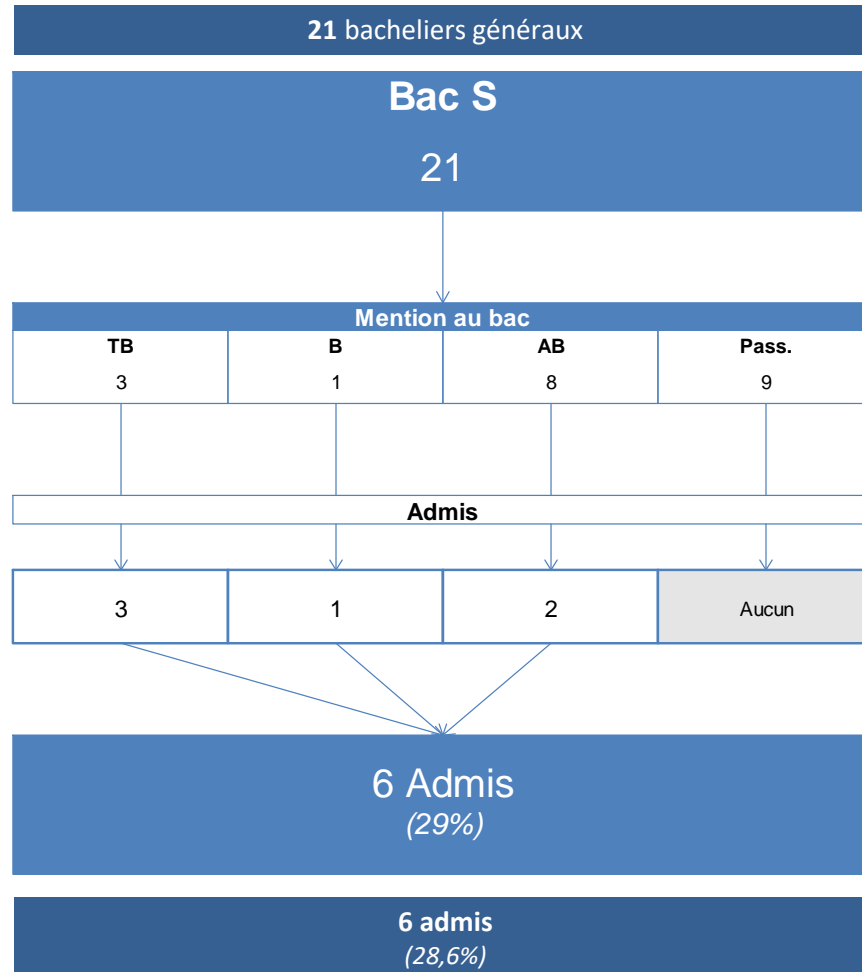 21 bacheliers généraux
Bac S
21
Mention au bac
TB B AB Pass.
3 1 8 9
Admis
3 1 2 Aucun
6 Admis
(29%)
6 admis
(28,6%)